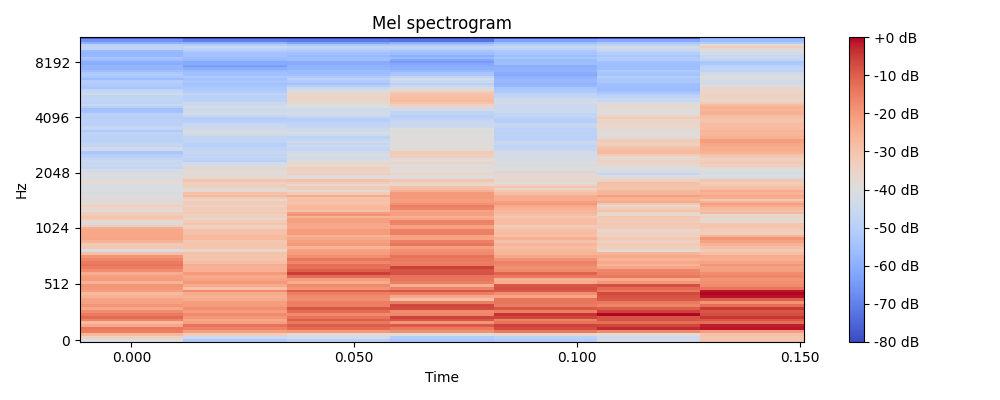 Mel spectrogram
Hz
8192
4096
2048
1024
512
0
0.000
0.050
0.100
0.150
Time
+0 dB
-10 dB
-20 dB
-30 dB
-40 dB
-50 dB
-60 dB
-70 dB
-80 dB